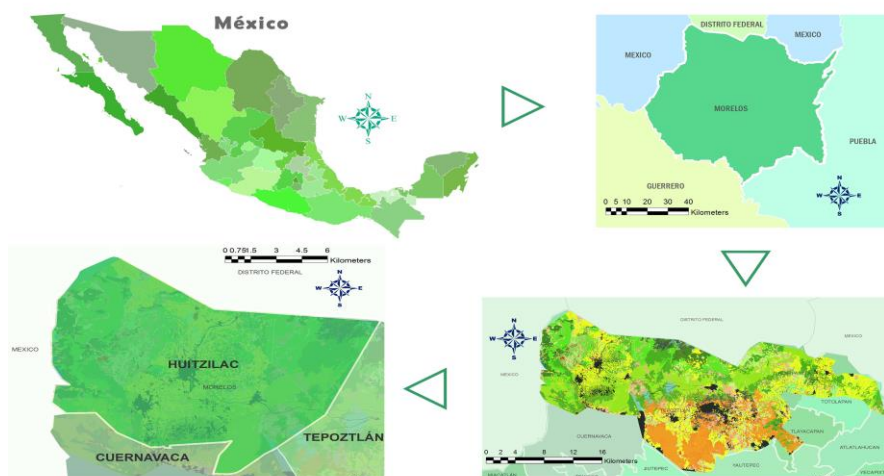 México
N
W E
S
DISTRITO FEDERAL
MEXICO
MEXICO
MORELOS
PUEBLA
GUERRERO
N
W E
S
0 5 10 20 30 40
Kilometers
0 0.751.5 3 4.5 6
Kilometers
DISTRITO FEDERAL
N
W E
S
MEXICO
HUITZILAC
MORELOS
TEPOZTLÁN
CUERNAVACA
N
W E
S
DISTRITO FEDERAL
MEXICO
MEXICO
TOTOLAPAN
TLAYACAPAN
CUERNAVACA
ATLATLAHUCAN
0 2 4 8 12 16
Kilometers
JIUTEPEC
YAUTEPEC